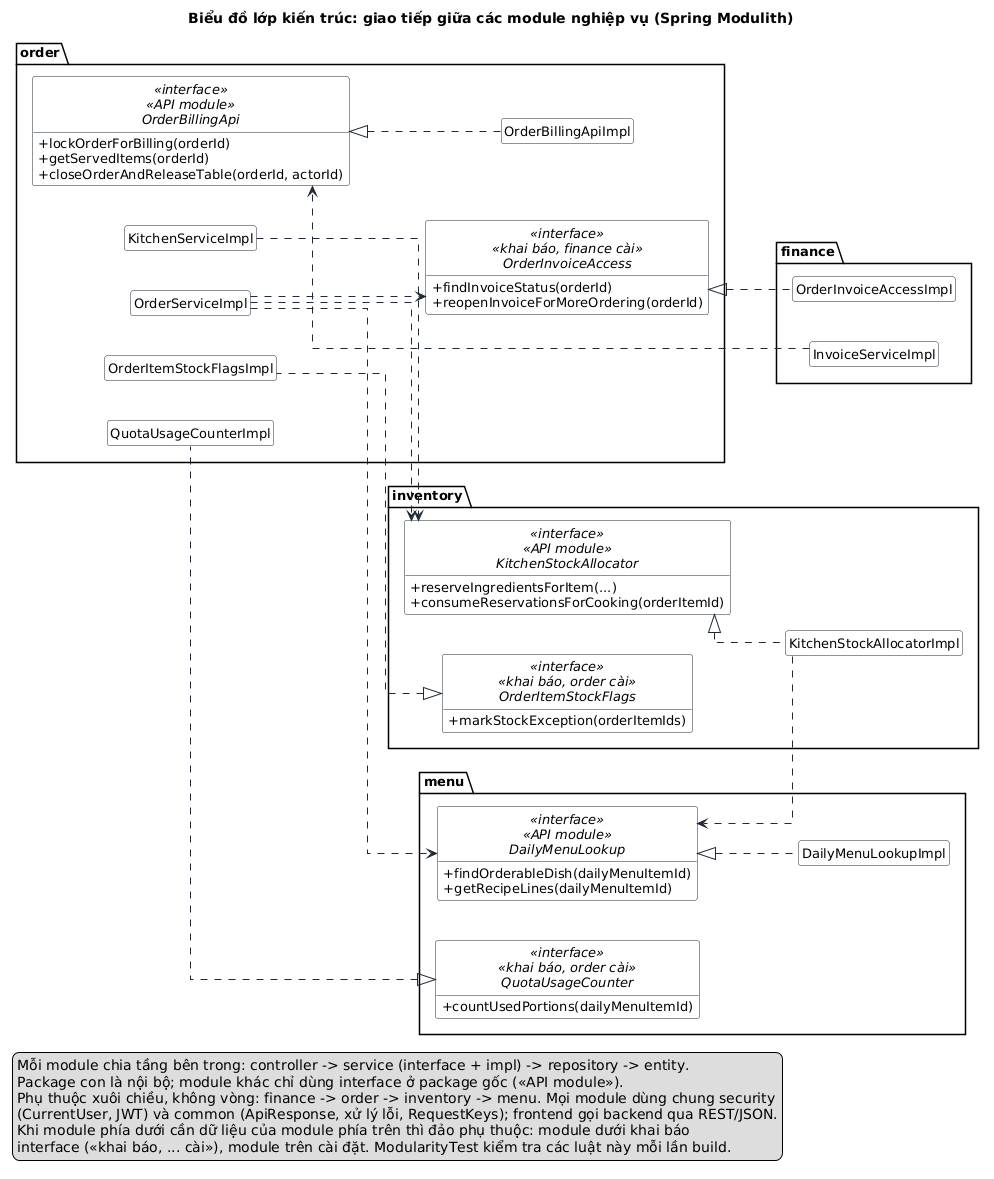 Biểu đồ lớp kiến trúc: giao tiếp giữa các module nghiệp vụ (Spring Modulith)
order
«interface»
«API module»
OrderBillingApi
+lockOrderForBilling(orderId)
+getServedItems(orderId)
+closeOrderAndReleaseTable(orderId, actorId)
OrderBillingApiImpl
KitchenServiceImpl
«interface»
«khai báo, finance cài»
OrderInvoiceAccess
+findInvoiceStatus(orderId)
+reopenInvoiceForMoreOrdering(orderId)
OrderServiceImpl
OrderItemStockFlagsImpl
QuotaUsageCounterImpl
finance
OrderInvoiceAccessImpl
InvoiceServiceImpl
inventory
«interface»
«API module»
KitchenStockAllocator
+reserveIngredientsForItem(...)
+consumeReservationsForCooking(orderItemId)
KitchenStockAllocatorImpl
«interface»
«khai báo, order cài»
OrderItemStockFlags
+markStockException(orderItemIds)
menu
«interface»
«API module»
DailyMenuLookup
+findOrderableDish(dailyMenuItemId)
+getRecipeLines(dailyMenuItemId)
DailyMenuLookupImpl
«interface»
«khai báo, order cài»
QuotaUsageCounter
+countUsedPortions(dailyMenuItemId)
Mỗi module chia tầng bên trong: controller -> service (interface + impl) -> repository -> entity.
Package con là nội bộ; module khác chỉ dùng interface ở package gốc («API module»).
Phụ thuộc xuôi chiều, không vòng: finance -> order -> inventory -> menu. Mọi module dùng chung security
(CurrentUser, JWT) và common (ApiResponse, xử lý lỗi, RequestKeys); frontend gọi backend qua REST/JSON.
Khi module phía dưới cần dữ liệu của module phía trên thì đảo phụ thuộc: module dưới khai báo
interface («khai báo, ... cài»), module trên cài đặt. ModularityTest kiểm tra các luật này mỗi lần build.